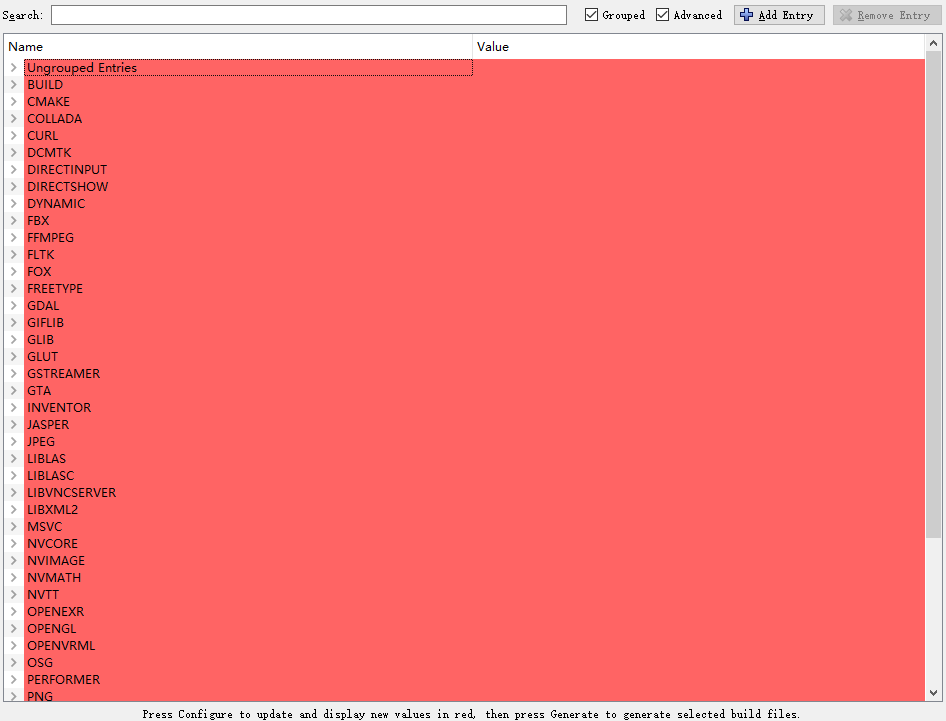 Search: Grouped Advanced Add Entry Remove Entry
Name Value
Ungrouped Entries
BUILD
CMAKE
COLLADA
CURL
DCMTK
DIRECTINPUT
DIRECTSHOW
DYNAMIC
FBX
FFMPEG
FLTK
FOX
FREETYPE
GDAL
GIFLIB
GLIB
GLUT
GSTREAMER
GTA
INVENTOR
JASPER
JPEG
LIBLAS
LIBLASC
LIBVNCSERVER
LIBXML2
MSVC
NVCORE
NVIMAGE
NVMATH
NVTT
OPENEXR
OPENGL
OPENVRML
OSG
PERFORMER
PNG
Press Configure to update and display new values in red, then press Generate to generate selected build files.